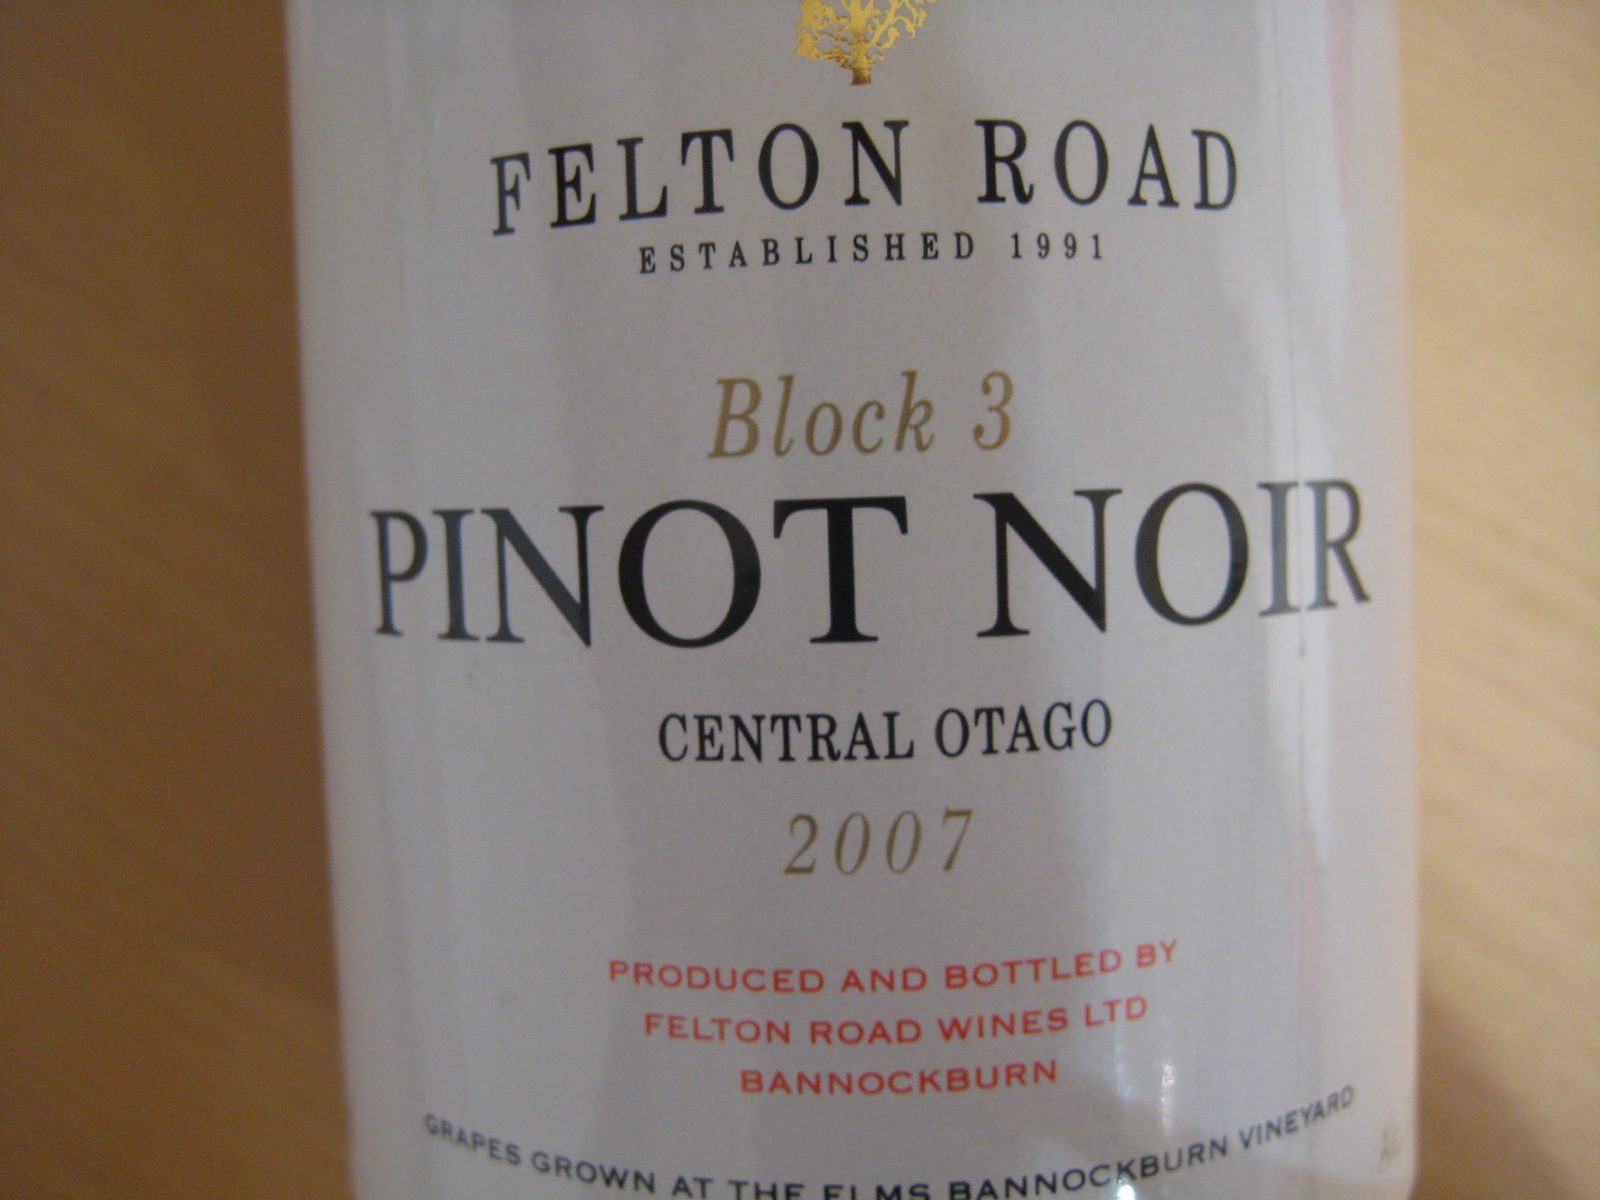 FELTON ROAD
ESTABLISHED 1991
Block 3
PINOT NOIR
CENTRAL OTAGO
2007
PRODUCED AND BOTTLED BY
FELTON ROAD WINES LTD
BANNOCKBURN
GRAPES GROWN AT THE ELMS BANNOCKBURN VINEYARD